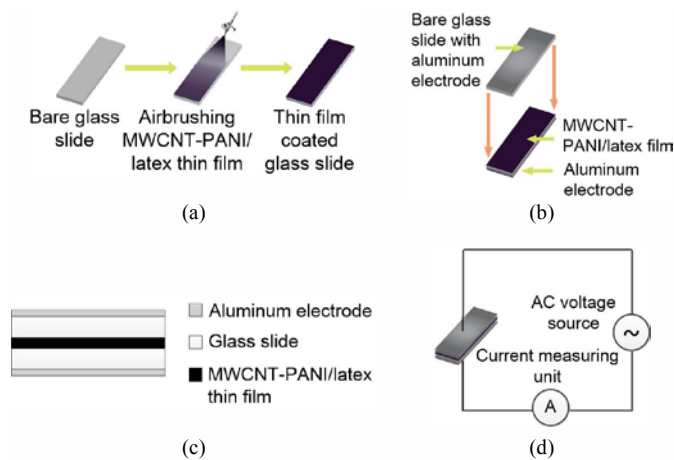 Bare glass
slide
Airbrushing
MWCNT-PANI/
latex thin film
Thin film
coated
glass slide
(a)
Bare glass
slide with
aluminum
electrode
MWCNT-
PANI/latex film
Aluminum
electrode
(b)
Aluminum electrode
Glass slide
MWCNT-PANI/latex
thin film
(c)
AC voltage
source
~
Current measuring
unit
A
(d)